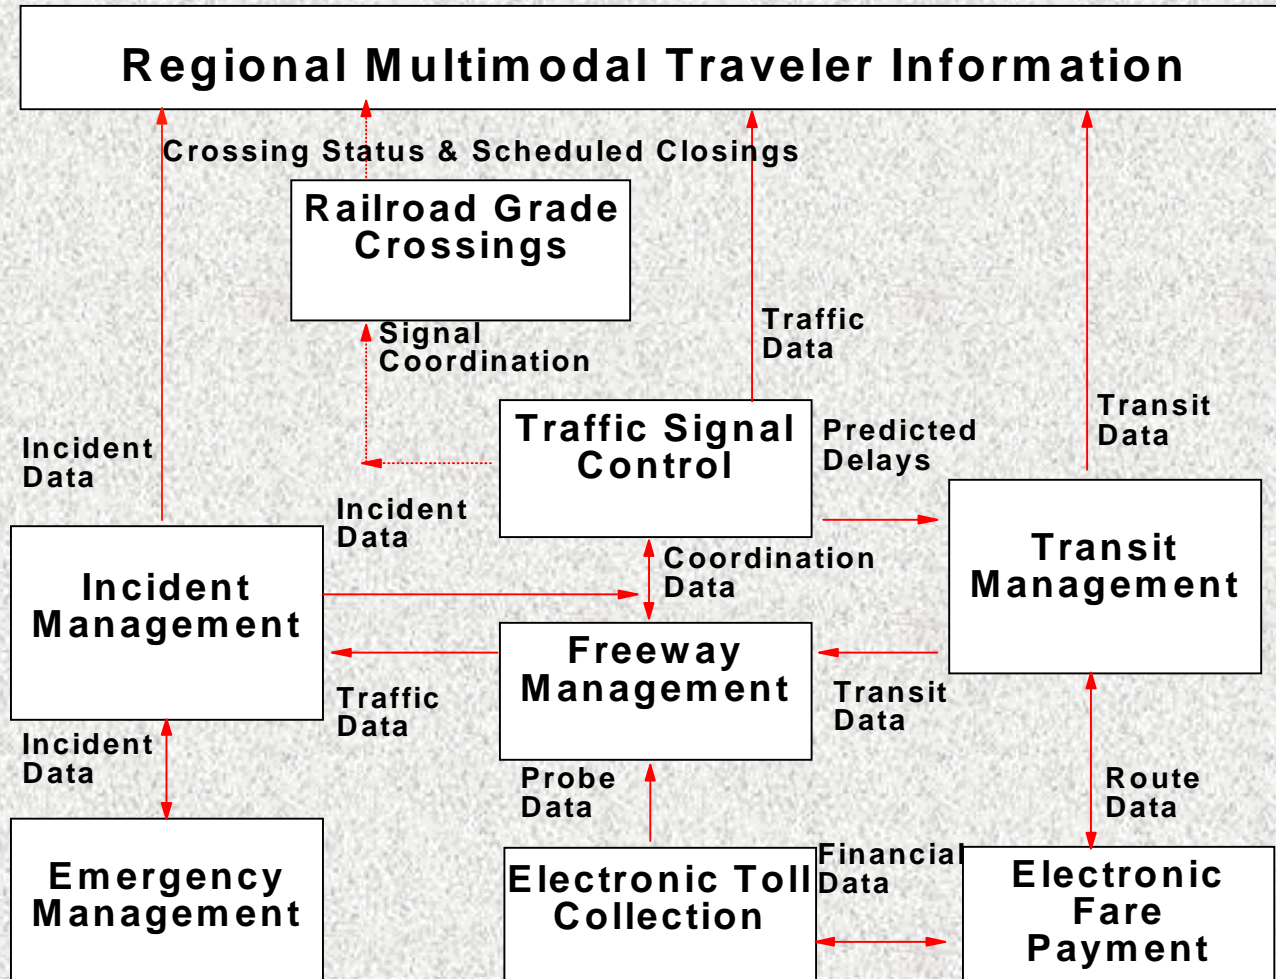 Regional Multimodal Traveler Information
Crossing Status & Scheduled Closings
Railroad Grade
Crossings
Signal
Coordination
Traffic
Data
Incident
Data
Traffic Signal
Control
Predicted
Delays
Transit
Data
Incident
Data
Coordination
Data
Incident
Management
Transit
Management
Freeway
Management
Traffic
Data
Transit
Data
Incident
Data
Probe
Data
Route
Data
Emergency
Management
Electronic Toll
Collection
Financial
Data
Electronic
Fare
Payment